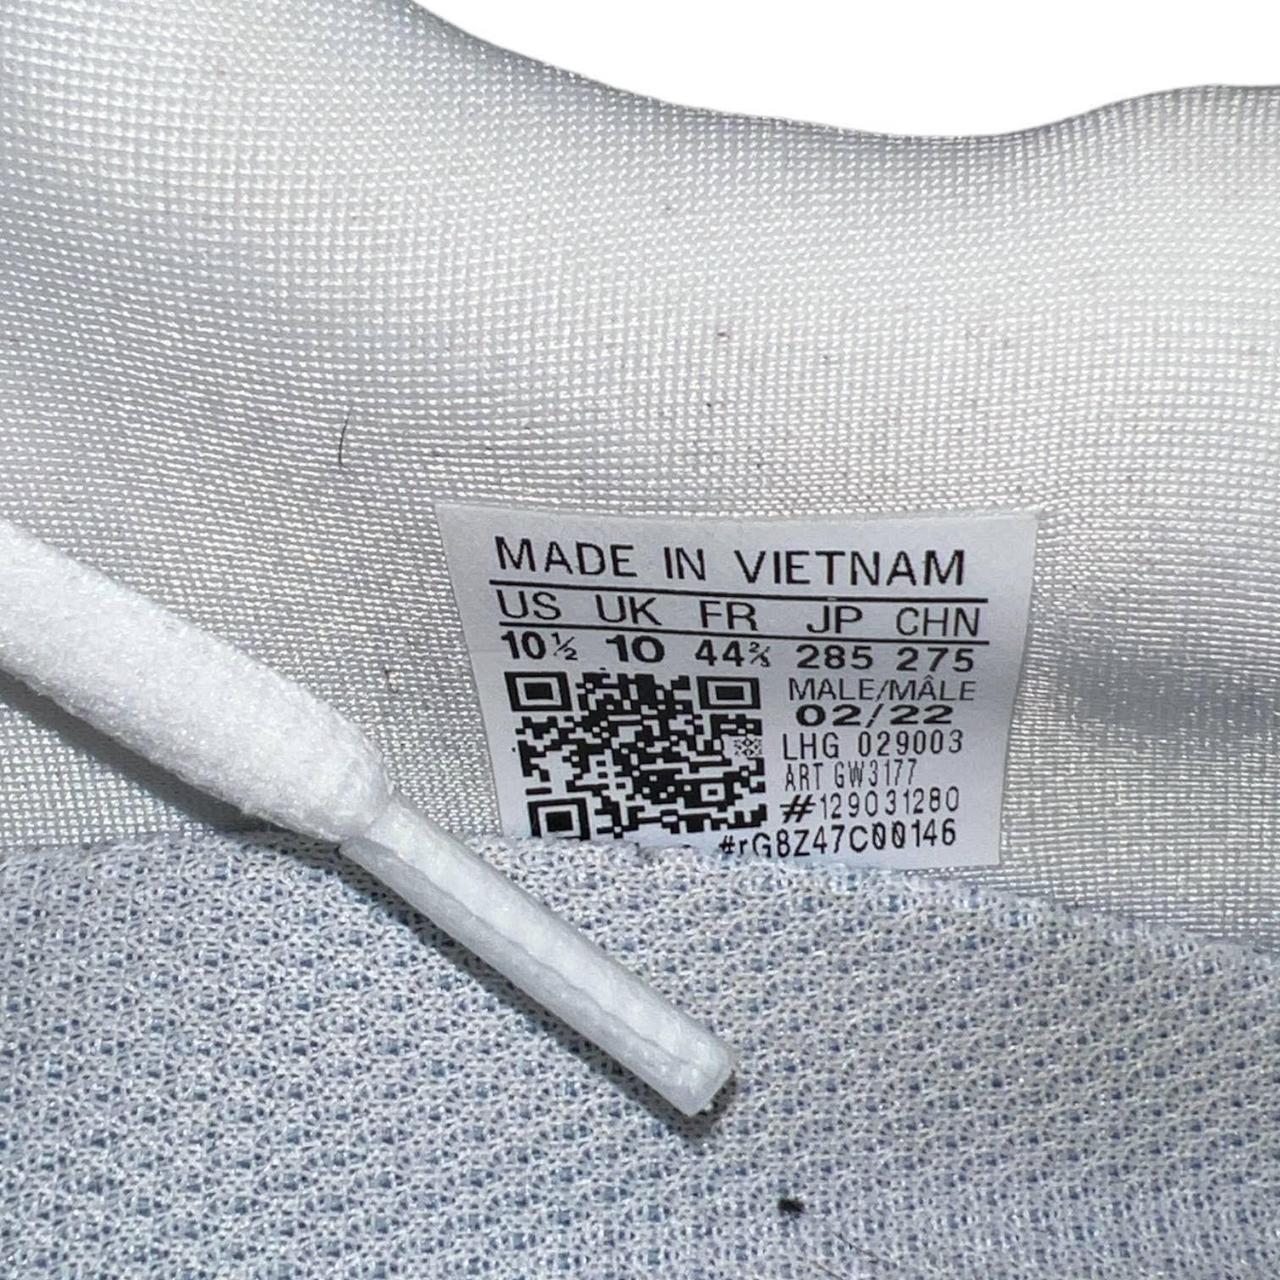 MADE IN VIETNAM
US UK FR JP CHN
10½ 10 44⅔ 285 275
MALE/MÂLE
02/22
LHG 029003
ART GW3177
#129031280
#rG8Z47C00146